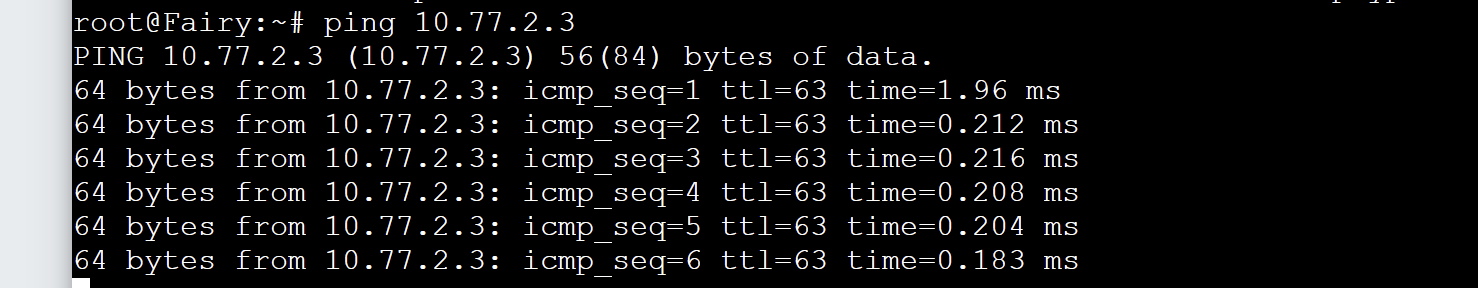 root@Fairy:~# ping 10.77.2.3
PING 10.77.2.3 (10.77.2.3) 56(84) bytes of data.
64 bytes from 10.77.2.3: icmp_seq=1 ttl=63 time=1.96 ms
64 bytes from 10.77.2.3: icmp_seq=2 ttl=63 time=0.212 ms
64 bytes from 10.77.2.3: icmp_seq=3 ttl=63 time=0.216 ms
64 bytes from 10.77.2.3: icmp_seq=4 ttl=63 time=0.208 ms
64 bytes from 10.77.2.3: icmp_seq=5 ttl=63 time=0.204 ms
64 bytes from 10.77.2.3: icmp_seq=6 ttl=63 time=0.183 ms